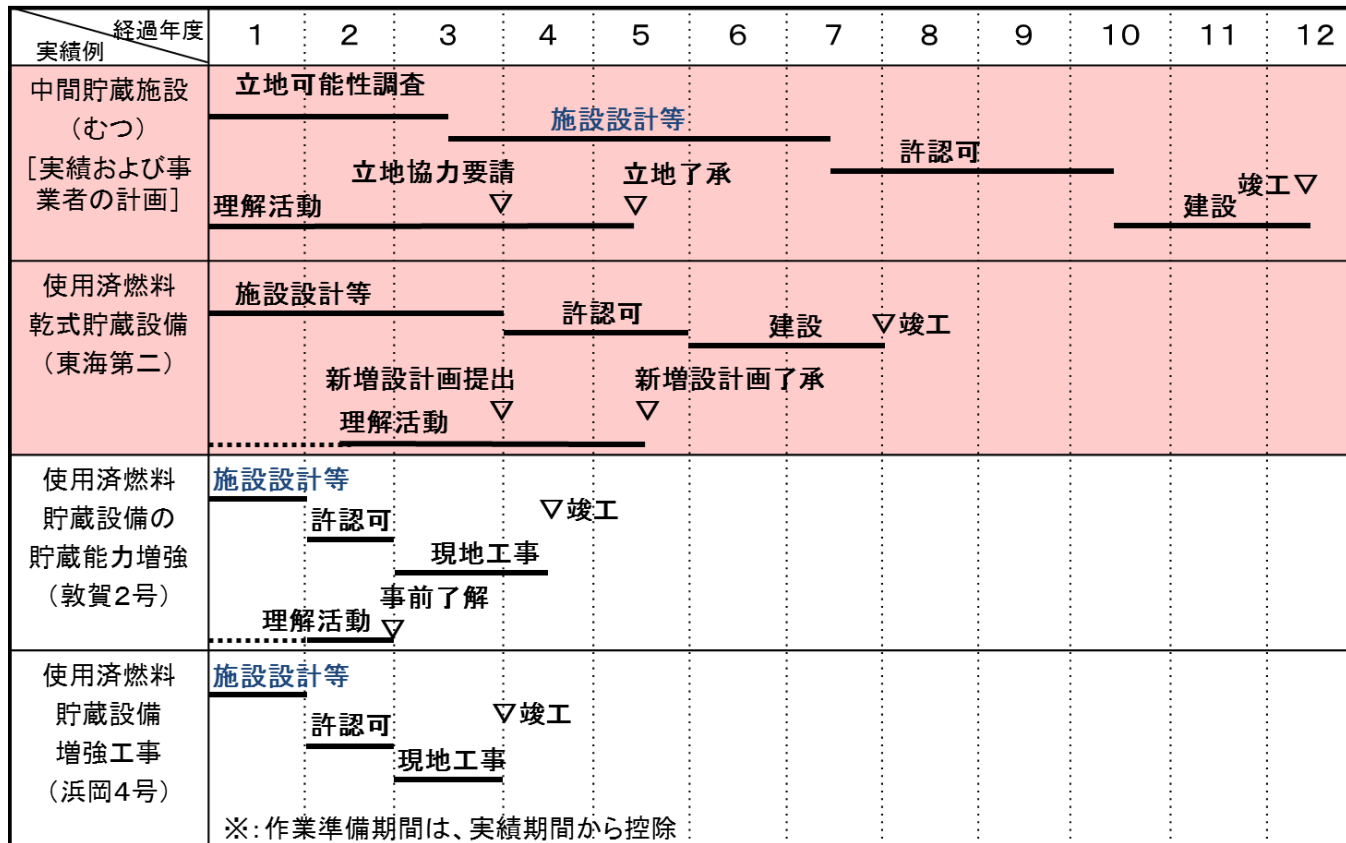 経過年度
実績例
1 2 3 4 5 6 7 8 9 10 11 12
中間貯蔵施設
(むつ)
[実績および事
業者の計画]
立地可能性調査
施設設計等
許認可
立地協力要請
▽
立地了承
▽
竣工▽
理解活動
建設
使用済燃料
乾式貯蔵設備
(東海第二)
施設設計等
許認可
建設
▽竣工
新増設計画提出
▽
新増設計画了承
▽
理解活動
使用済燃料
貯蔵設備の
貯蔵能力増強
(敦賀2号)
施設設計等
許認可
▽竣工
現地工事
事前了解
理解活動 ▽
使用済燃料
貯蔵設備
増強工事
(浜岡4号)
施設設計等
許認可
▽竣工
現地工事
※:作業準備期間は、実績期間から控除